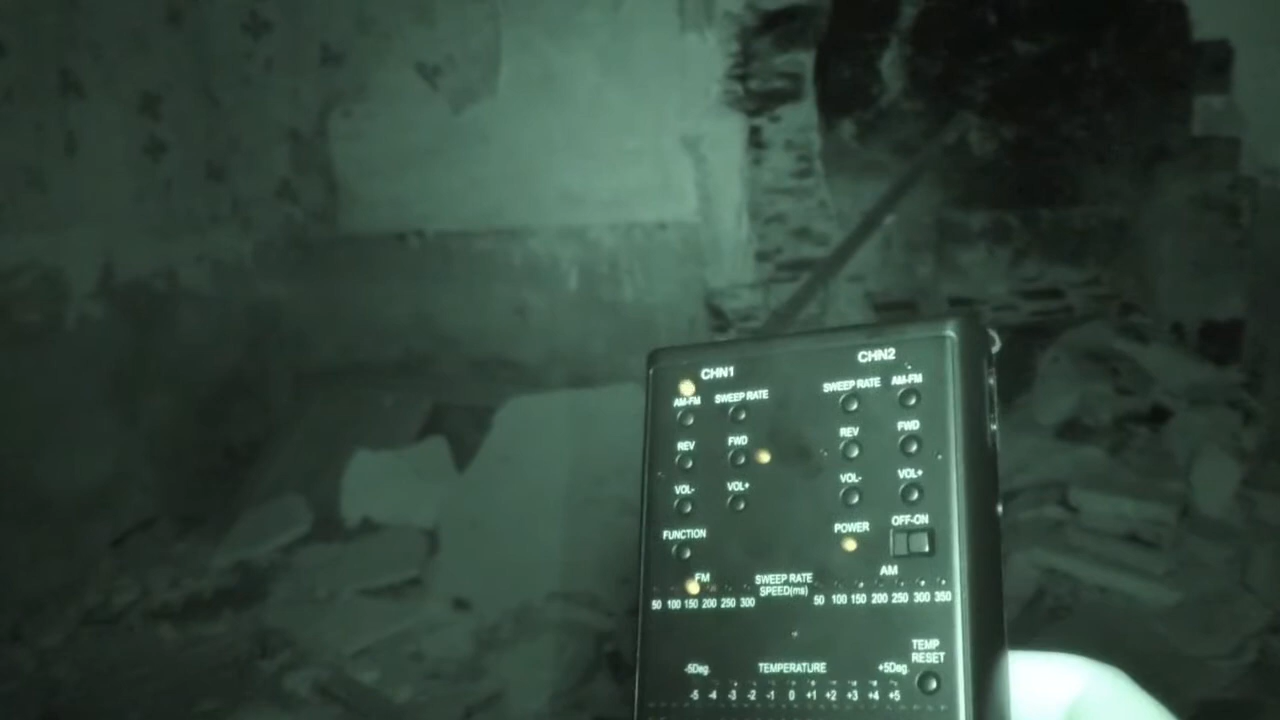 CHN1 CHN2
AM-FM SWEEP RATE SWEEP RATE AM-FM
REV FWD REV FWD
VOL- VOL+ VOL- VOL+
FUNCTION POWER OFF-ON
FM SWEEP RATE AM
SPEED(ms)
50 100 150 200 250 300 50 100 150 200 250 300 350
TEMP
RESET
-5Deg. TEMPERATURE +5Deg.
-5 -4 -3 -2 -1 0 +1 +2 +3 +4 +5